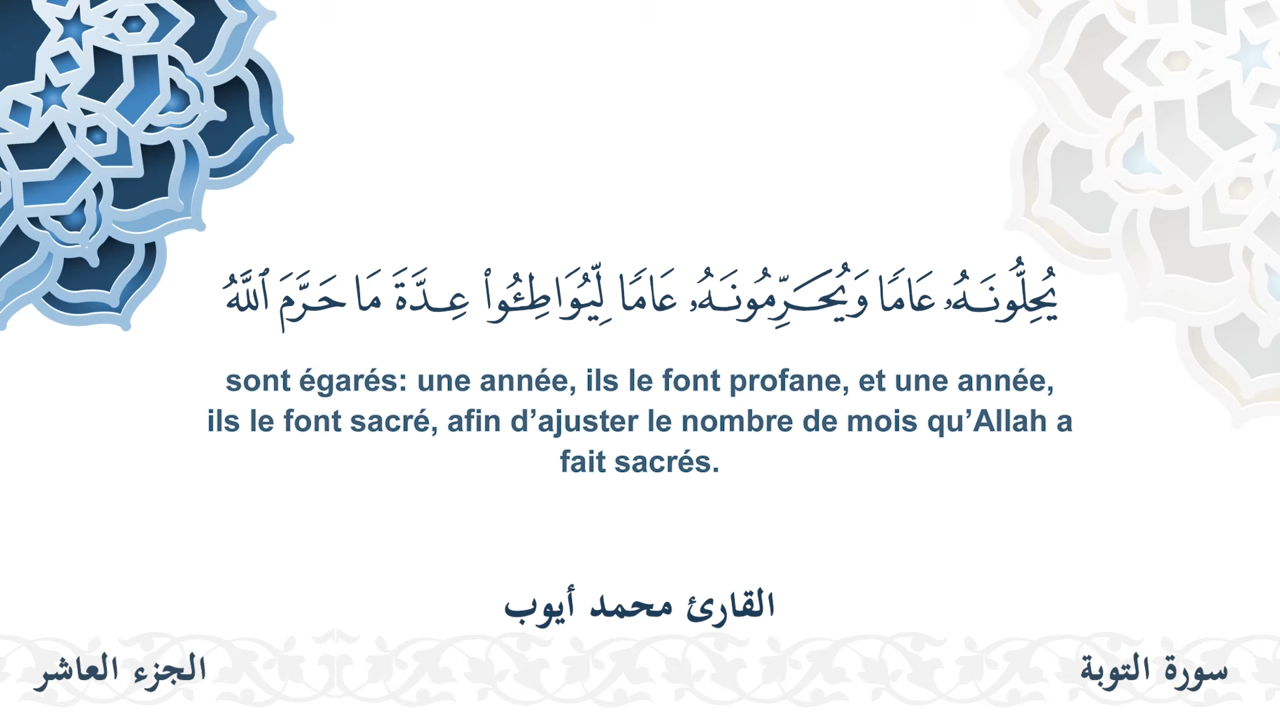 يُحِلُّونَهُۥ عَامًا وَيُحَرِّمُونَهُۥ عَامًا لِّيُوَاطِـُٔوا۟ عِدَّةَ مَا حَرَّمَ ٱللَّهُ
sont égarés: une année, ils le font profane, et une année,
ils le font sacré, afin d’ajuster le nombre de mois qu’Allah a
fait sacrés.
القارئ محمد أيوب
سورة التوبة
الجزء العاشر